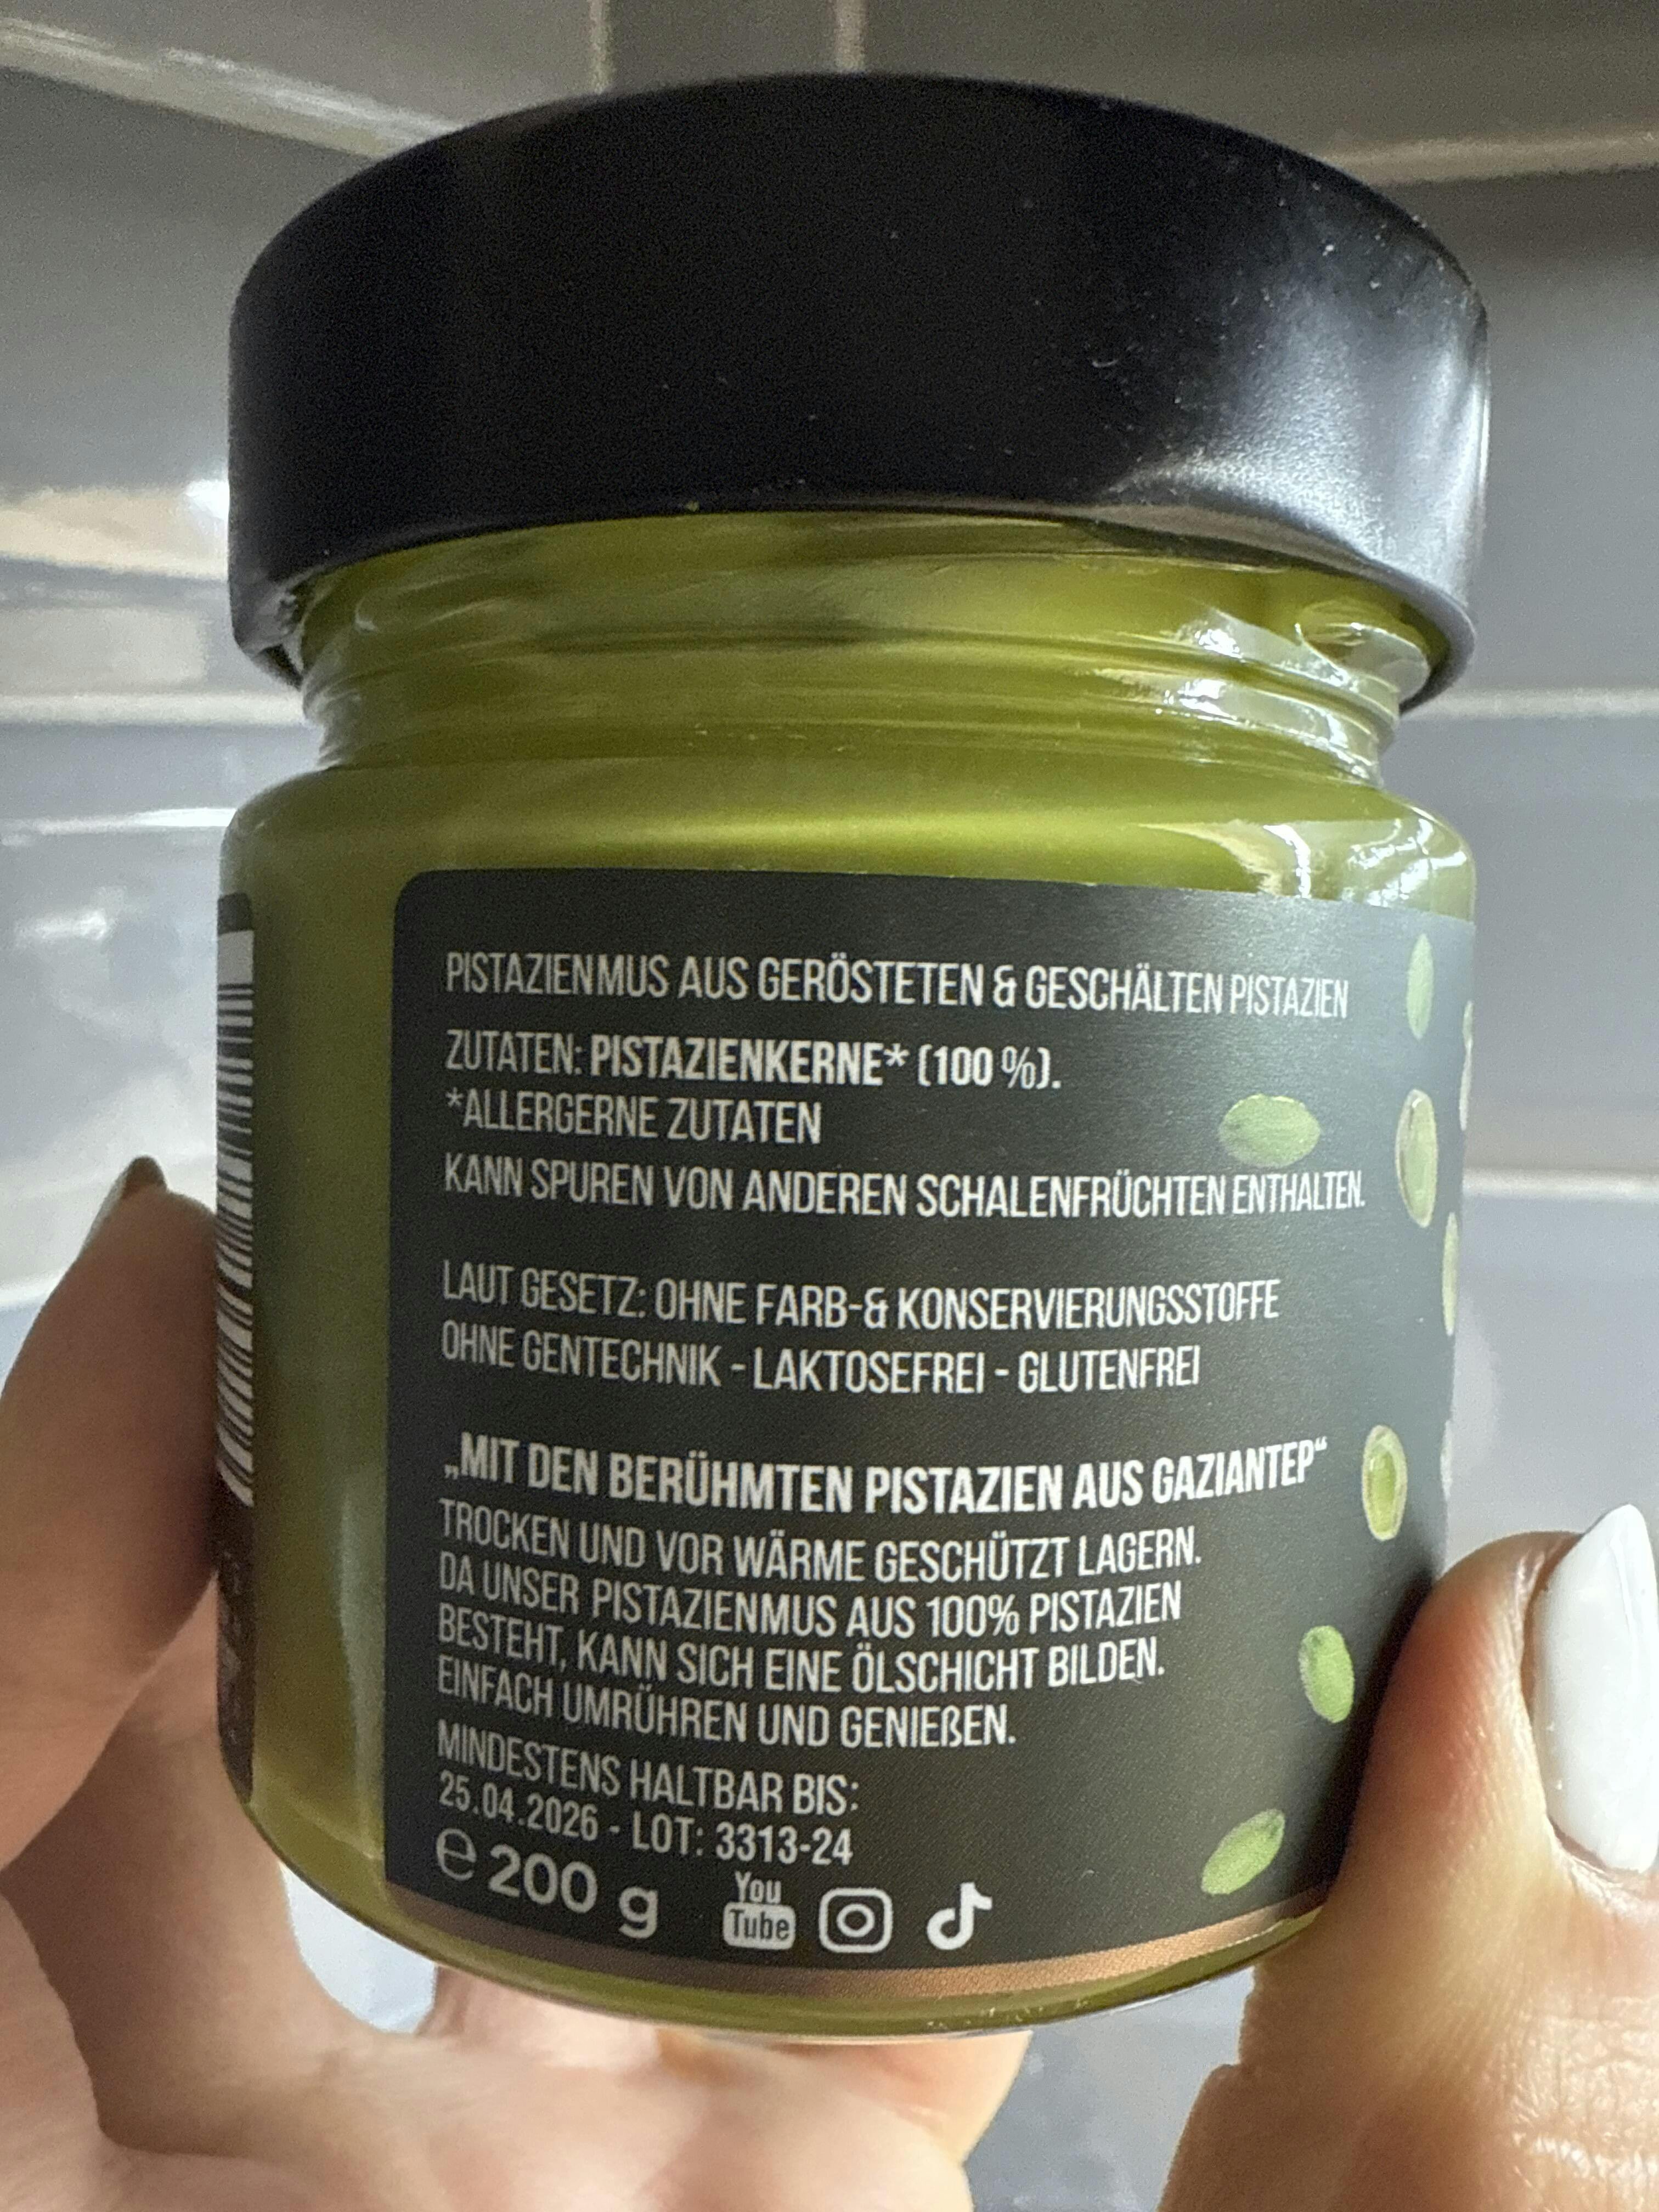 PISTAZIENMUS AUS GERÖSTETEN & GESCHÄLTEN PISTAZIEN
ZUTATEN: PISTAZIENKERNE* (100 %).
*ALLERGERNE ZUTATEN
KANN SPUREN VON ANDEREN SCHALENFRÜCHTEN ENTHALTEN.
LAUT GESETZ: OHNE FARB-& KONSERVIERUNGSSTOFFE
OHNE GENTECHNIK - LAKTOSEFREI - GLUTENFREI
„MIT DEN BERÜHMTEN PISTAZIEN AUS GAZIANTEP“
TROCKEN UND VOR WÄRME GESCHÜTZT LAGERN.
DA UNSER PISTAZIENMUS AUS 100% PISTAZIEN
BESTEHT, KANN SICH EINE ÖLSCHICHT BILDEN.
EINFACH UMRÜHREN UND GENIEßEN.
MINDESTENS HALTBAR BIS:
25.04.2026 - LOT: 3313-24
℮ 200 g You Tube